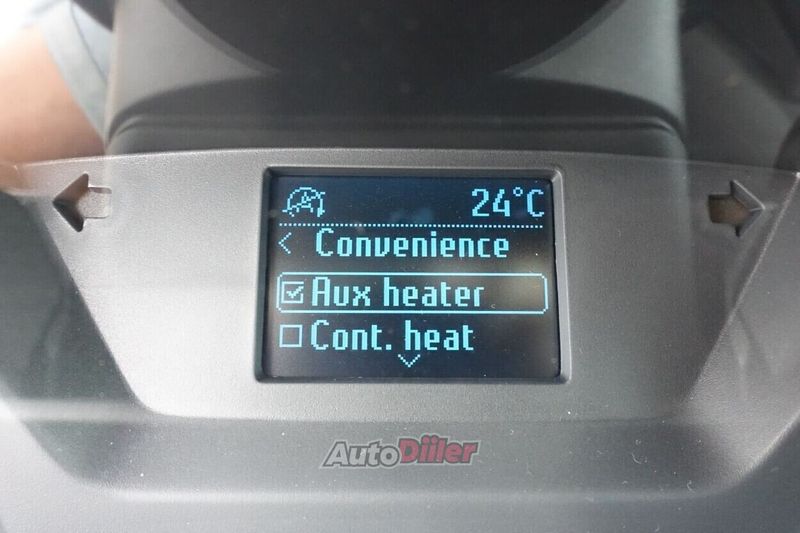 24°C
< Convenience
Aux heater
Cont. heat
AutoDiiler